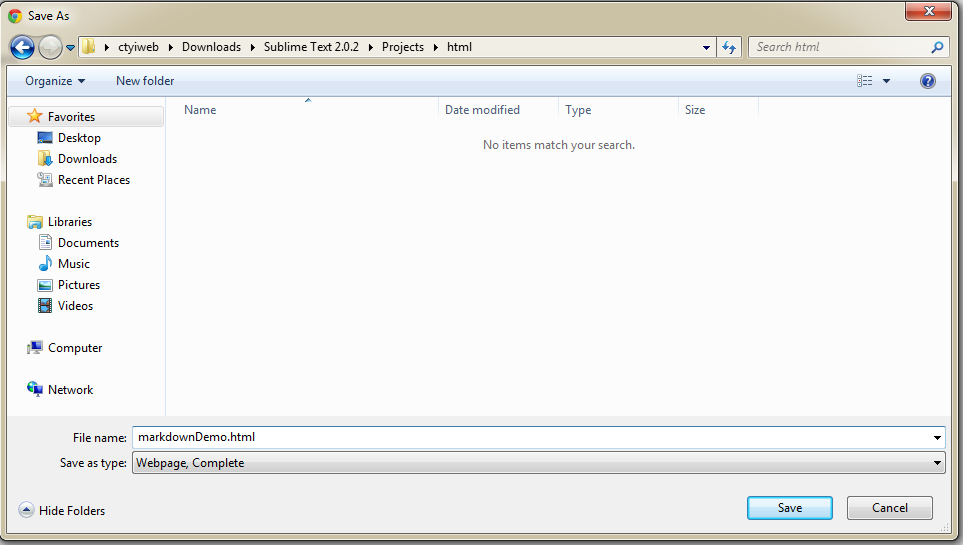 Save As
ctyiweb Downloads Sublime Text 2.0.2 Projects html
Search html
Organize New folder
Name Date modified Type Size
No items match your search.
Favorites
Desktop
Downloads
Recent Places
Libraries
Documents
Music
Pictures
Videos
Computer
Network
File name: markdownDemo.html
Save as type: Webpage, Complete
Hide Folders Save Cancel